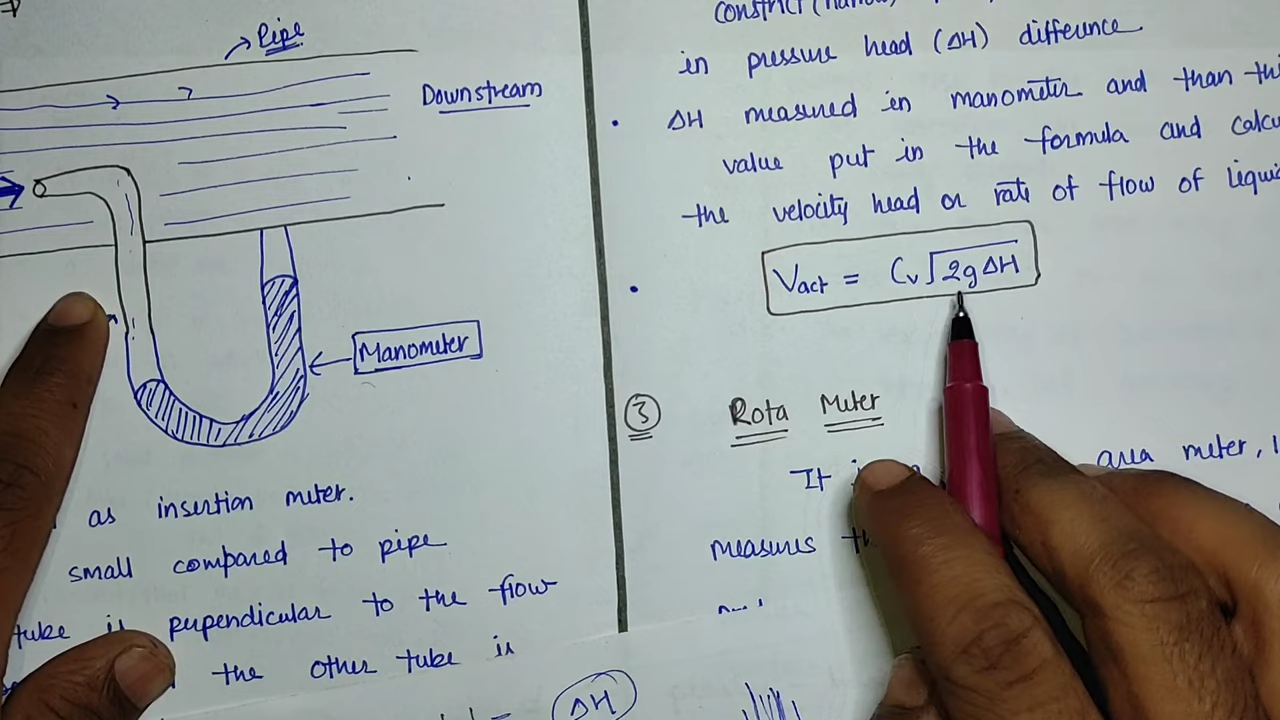 Pipe
Downstream
Manometer
as insertion meter.
small compared to pipe
tube is perpendicular to the flow
the other tube is
ΔH
in pressure head (ΔH) difference
• ΔH measured in manometer and than
value put in the formula and
the velocity head or rate of flow of
• Vact = Cv√2gΔH
③ Rota Meter
It area meter,
measures